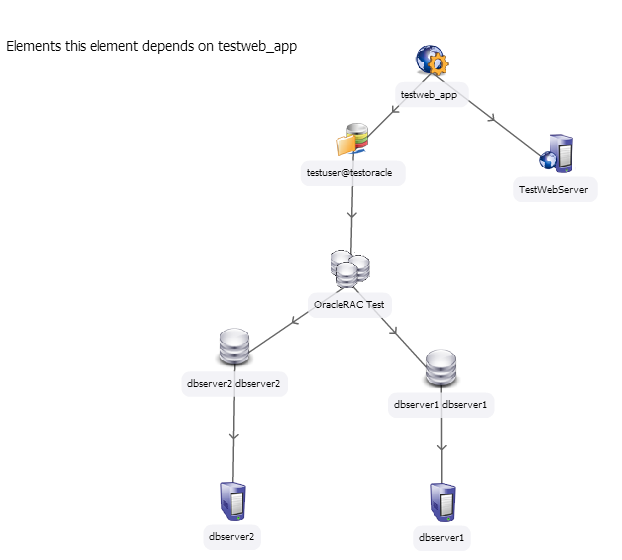 Elements this element depends on testweb_app
testweb_app
testuser@testoracle
TestWebServer
OracleRAC Test
dbserver2 dbserver2
dbserver1 dbserver1
dbserver2
dbserver1